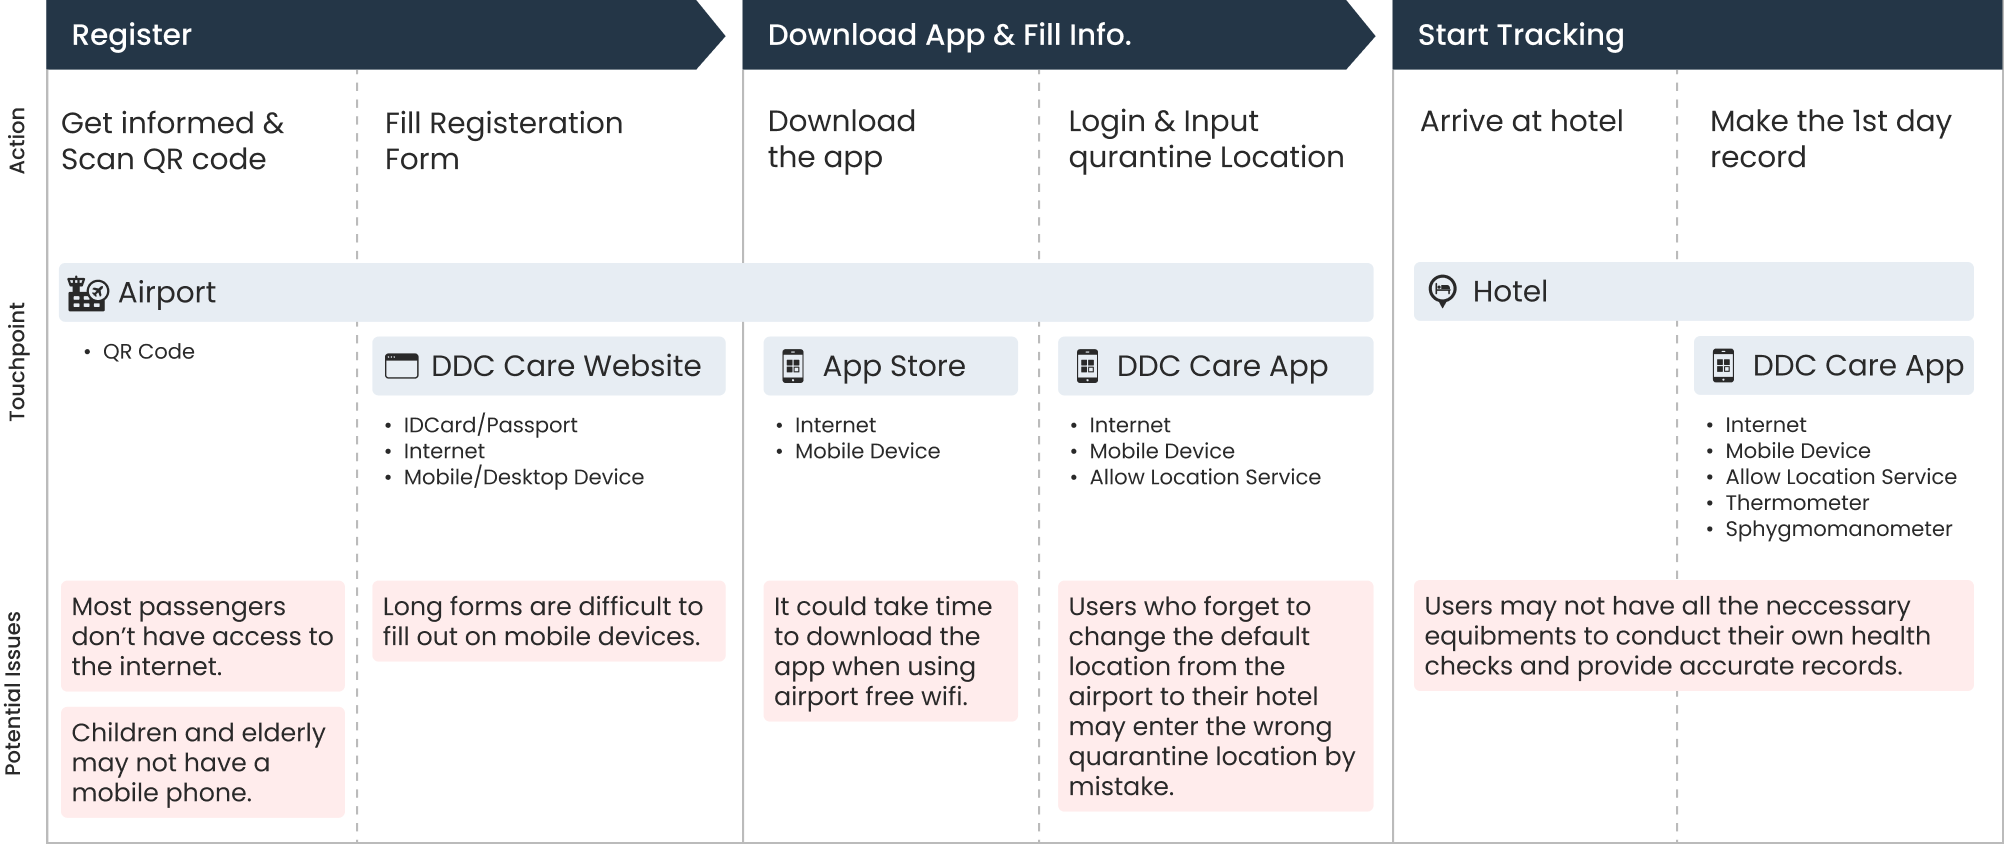 Register
Download App & Fill Info.
Start Tracking
Action
Get informed &
Scan QR code
Fill Registeration
Form
Download
the app
Login & Input
qurantine Location
Arrive at hotel
Make the 1st day
record
Touchpoint
Airport
Hotel
• QR Code
DDC Care Website
• IDCard/Passport
• Internet
• Mobile/Desktop Device
App Store
• Internet
• Mobile Device
DDC Care App
• Internet
• Mobile Device
• Allow Location Service
DDC Care App
• Internet
• Mobile Device
• Allow Location Service
• Thermometer
• Sphygmomanometer
Potential Issues
Most passengers
don’t have access to
the internet.
Children and elderly
may not have a
mobile phone.
Long forms are difficult to
fill out on mobile devices.
It could take time
to download the
app when using
airport free wifi.
Users who forget to
change the default
location from the
airport to their hotel
may enter the wrong
quarantine location by
mistake.
Users may not have all the neccessary
equibments to conduct their own health
checks and provide accurate records.